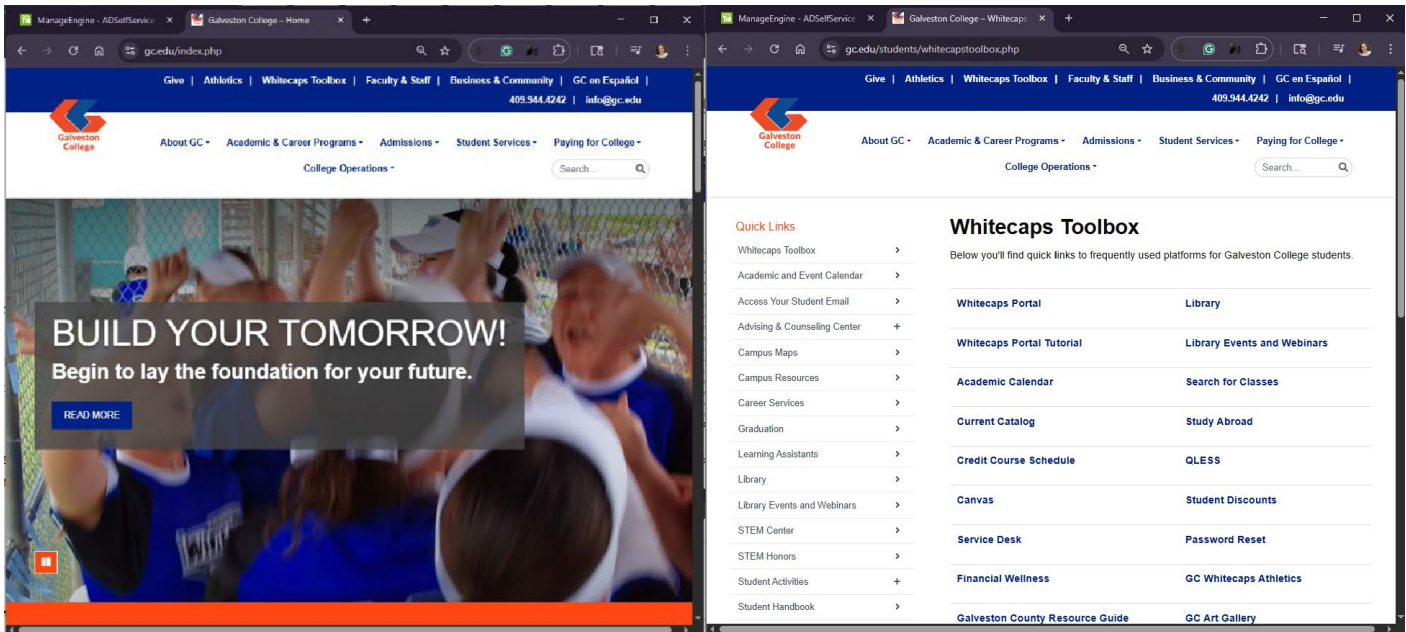 ManageEngine - ADSelfService
Galveston College – Home
gc.edu/index.php
Give | Athletics | Whitecaps Toolbox | Faculty & Staff | Business & Community | GC en Español |
409.944.4242 | info@gc.edu
Galveston
College
About GC
Academic & Career Programs
Admissions
Student Services
Paying for College
College Operations
Search...
BUILD YOUR TOMORROW!
Begin to lay the foundation for your future.
READ MORE
ManageEngine - ADSelfService
Galveston College – Whitecaps
gc.edu/students/whitecapstoolbox.php
Give | Athletics | Whitecaps Toolbox | Faculty & Staff | Business & Community | GC en Español |
409.944.4242 | info@gc.edu
Galveston
College
About GC
Academic & Career Programs
Admissions
Student Services
Paying for College
College Operations
Search...
Quick Links
Whitecaps Toolbox
Academic and Event Calendar
Access Your Student Email
Advising & Counseling Center
Campus Maps
Campus Resources
Career Services
Graduation
Learning Assistants
Library
Library Events and Webinars
STEM Center
STEM Honors
Student Activities
Student Handbook
Whitecaps Toolbox
Below you'll find quick links to frequently used platforms for Galveston College students.
Whitecaps Portal
Library
Whitecaps Portal Tutorial
Library Events and Webinars
Academic Calendar
Search for Classes
Current Catalog
Study Abroad
Credit Course Schedule
QLESS
Canvas
Student Discounts
Service Desk
Password Reset
Financial Wellness
GC Whitecaps Athletics
Galveston County Resource Guide
GC Art Gallery